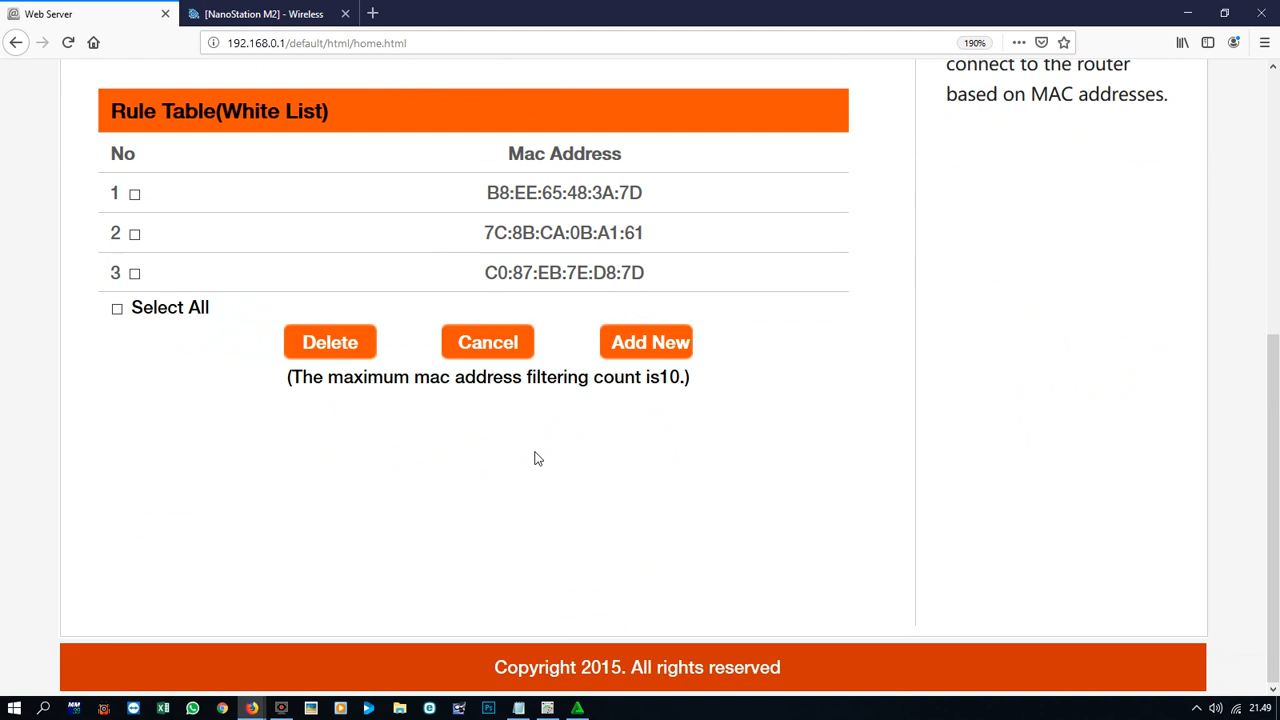 Web Server
[NanoStation M2] - Wireless
192.168.0.1/default/html/home.html
190%
connect to the router
based on MAC addresses.
Rule Table(White List)
No Mac Address
1 B8:EE:65:48:3A:7D
2 7C:8B:CA:0B:A1:61
3 C0:87:EB:7E:D8:7D
Select All
Delete Cancel Add New
(The maximum mac address filtering count is10.)
Copyright 2015. All rights reserved
21.49